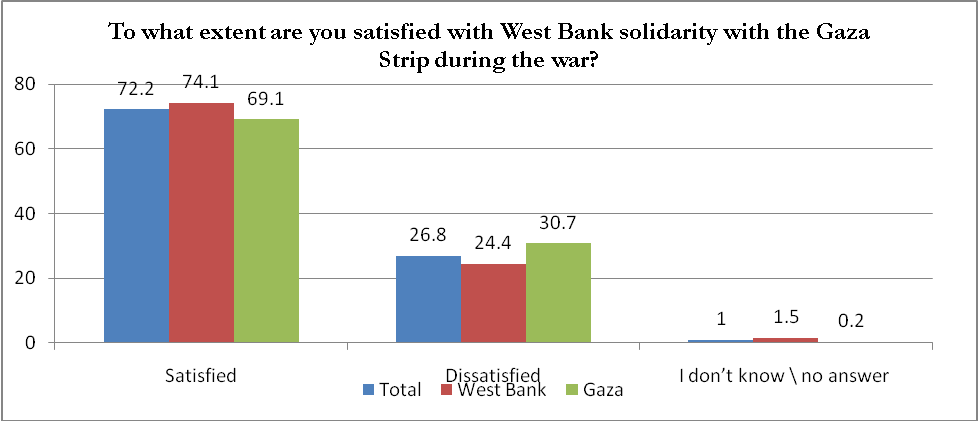 To what extent are you satisfied with West Bank solidarity with the Gaza
Strip during the war?
80
60
40
20
0
72.2
74.1
69.1
26.8
24.4
30.7
1
1.5
0.2
Satisfied
Dissatisfied
I don't know \ no answer
Total
West Bank
Gaza